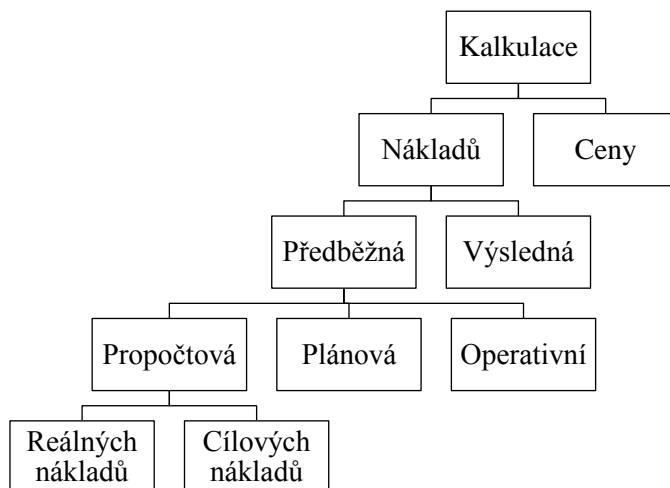 Kalkulace
Nákladů
Ceny
Předběžná
Výsledná
Propočtová
Plánová
Operativní
Reálných
nákladů
Cílových
nákladů